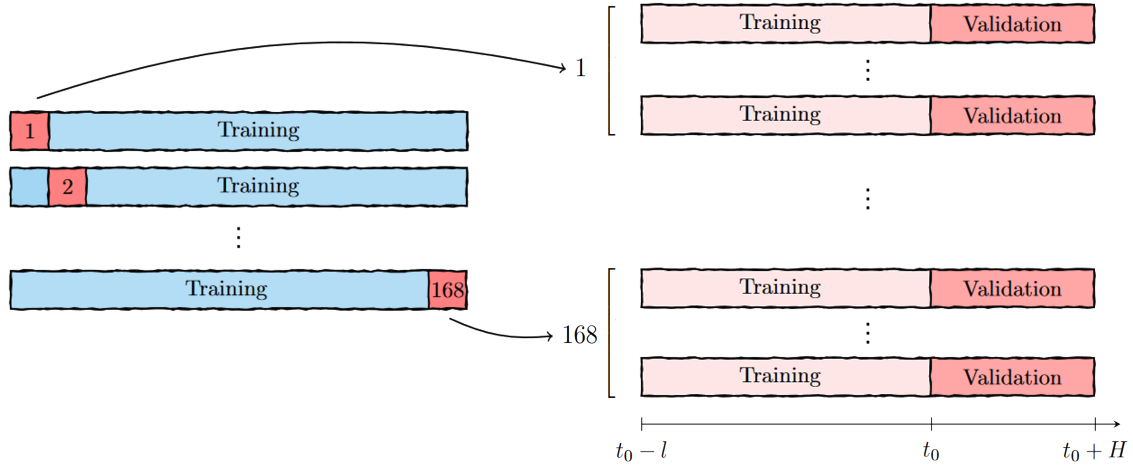 1 Training
2 Training
⋮
Training 168
1
Training Validation
⋮
Training Validation
⋮
168
Training Validation
⋮
Training Validation
t₀ − l t₀ t₀ + H